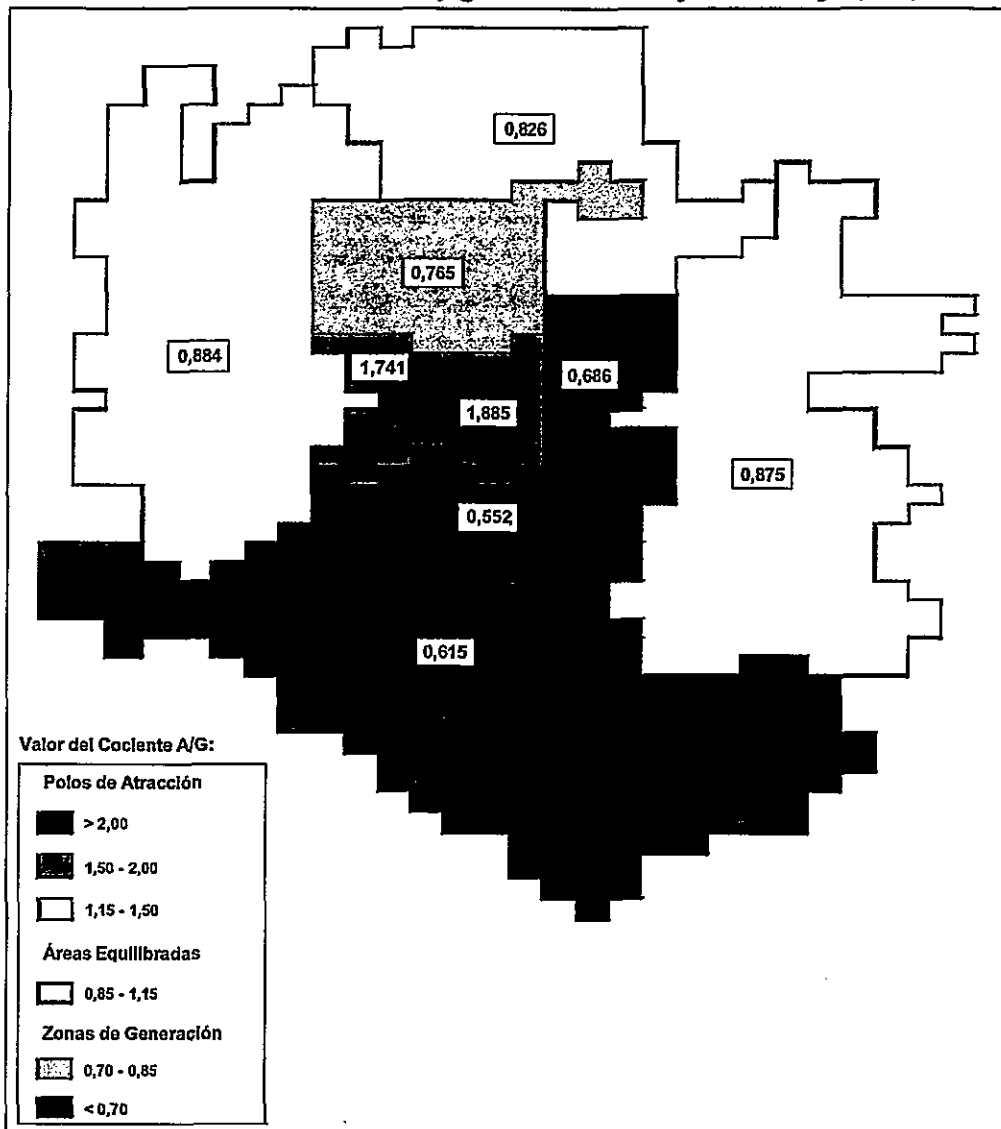 0,826
0,765
0,884
1,741
0,686
1,885
0,875
0,552
0,615
Valor del Cociente A/G:
Polos de Atracción
> 2,00
1,50 - 2,00
1,15 - 1,50
Áreas Equilibradas
0,85 - 1,15
Zonas de Generación
0,70 - 0,85
< 0,70